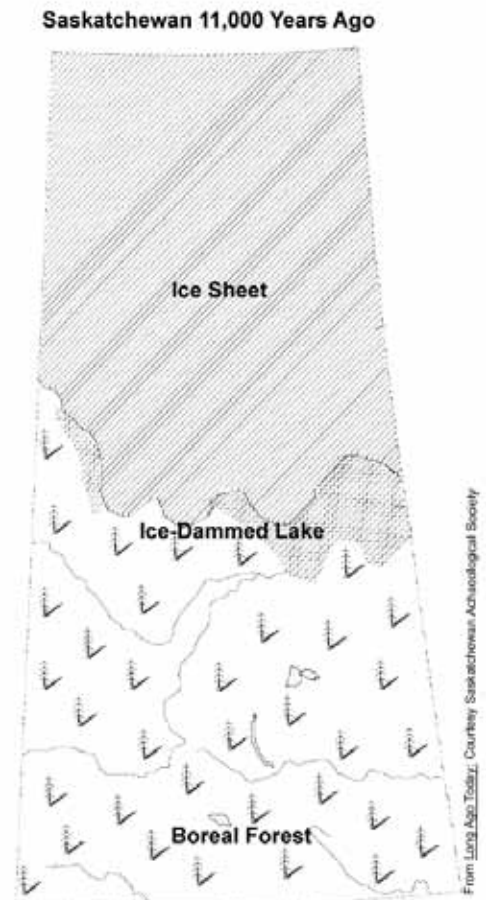 Saskatchewan 11,000 Years Ago
Ice Sheet
Ice-Dammed Lake
Boreal Forest
From Long Ago Today: Courtesy Saskatchewan Achaeological Society